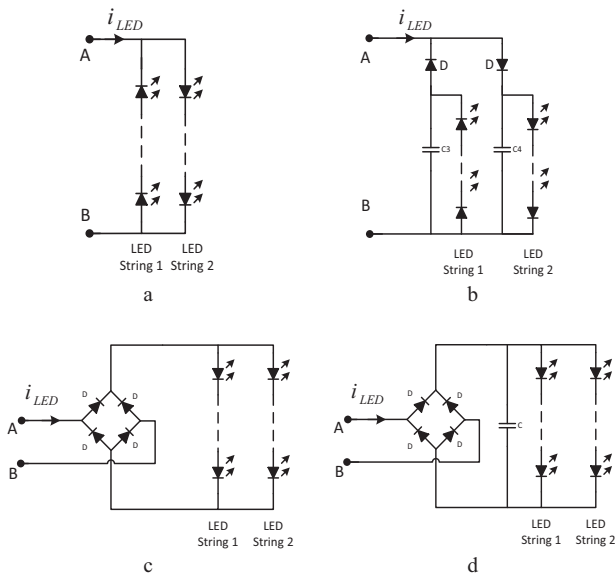 i_LED
A
B
LED
String 1
LED
String 2
a
i_LED
A
D
D
C3
C4
B
LED
String 1
LED
String 2
b
i_LED
A
B
D
D
D
D
LED
String 1
LED
String 2
c
i_LED
A
B
D
D
D
D
C
LED
String 1
LED
String 2
d